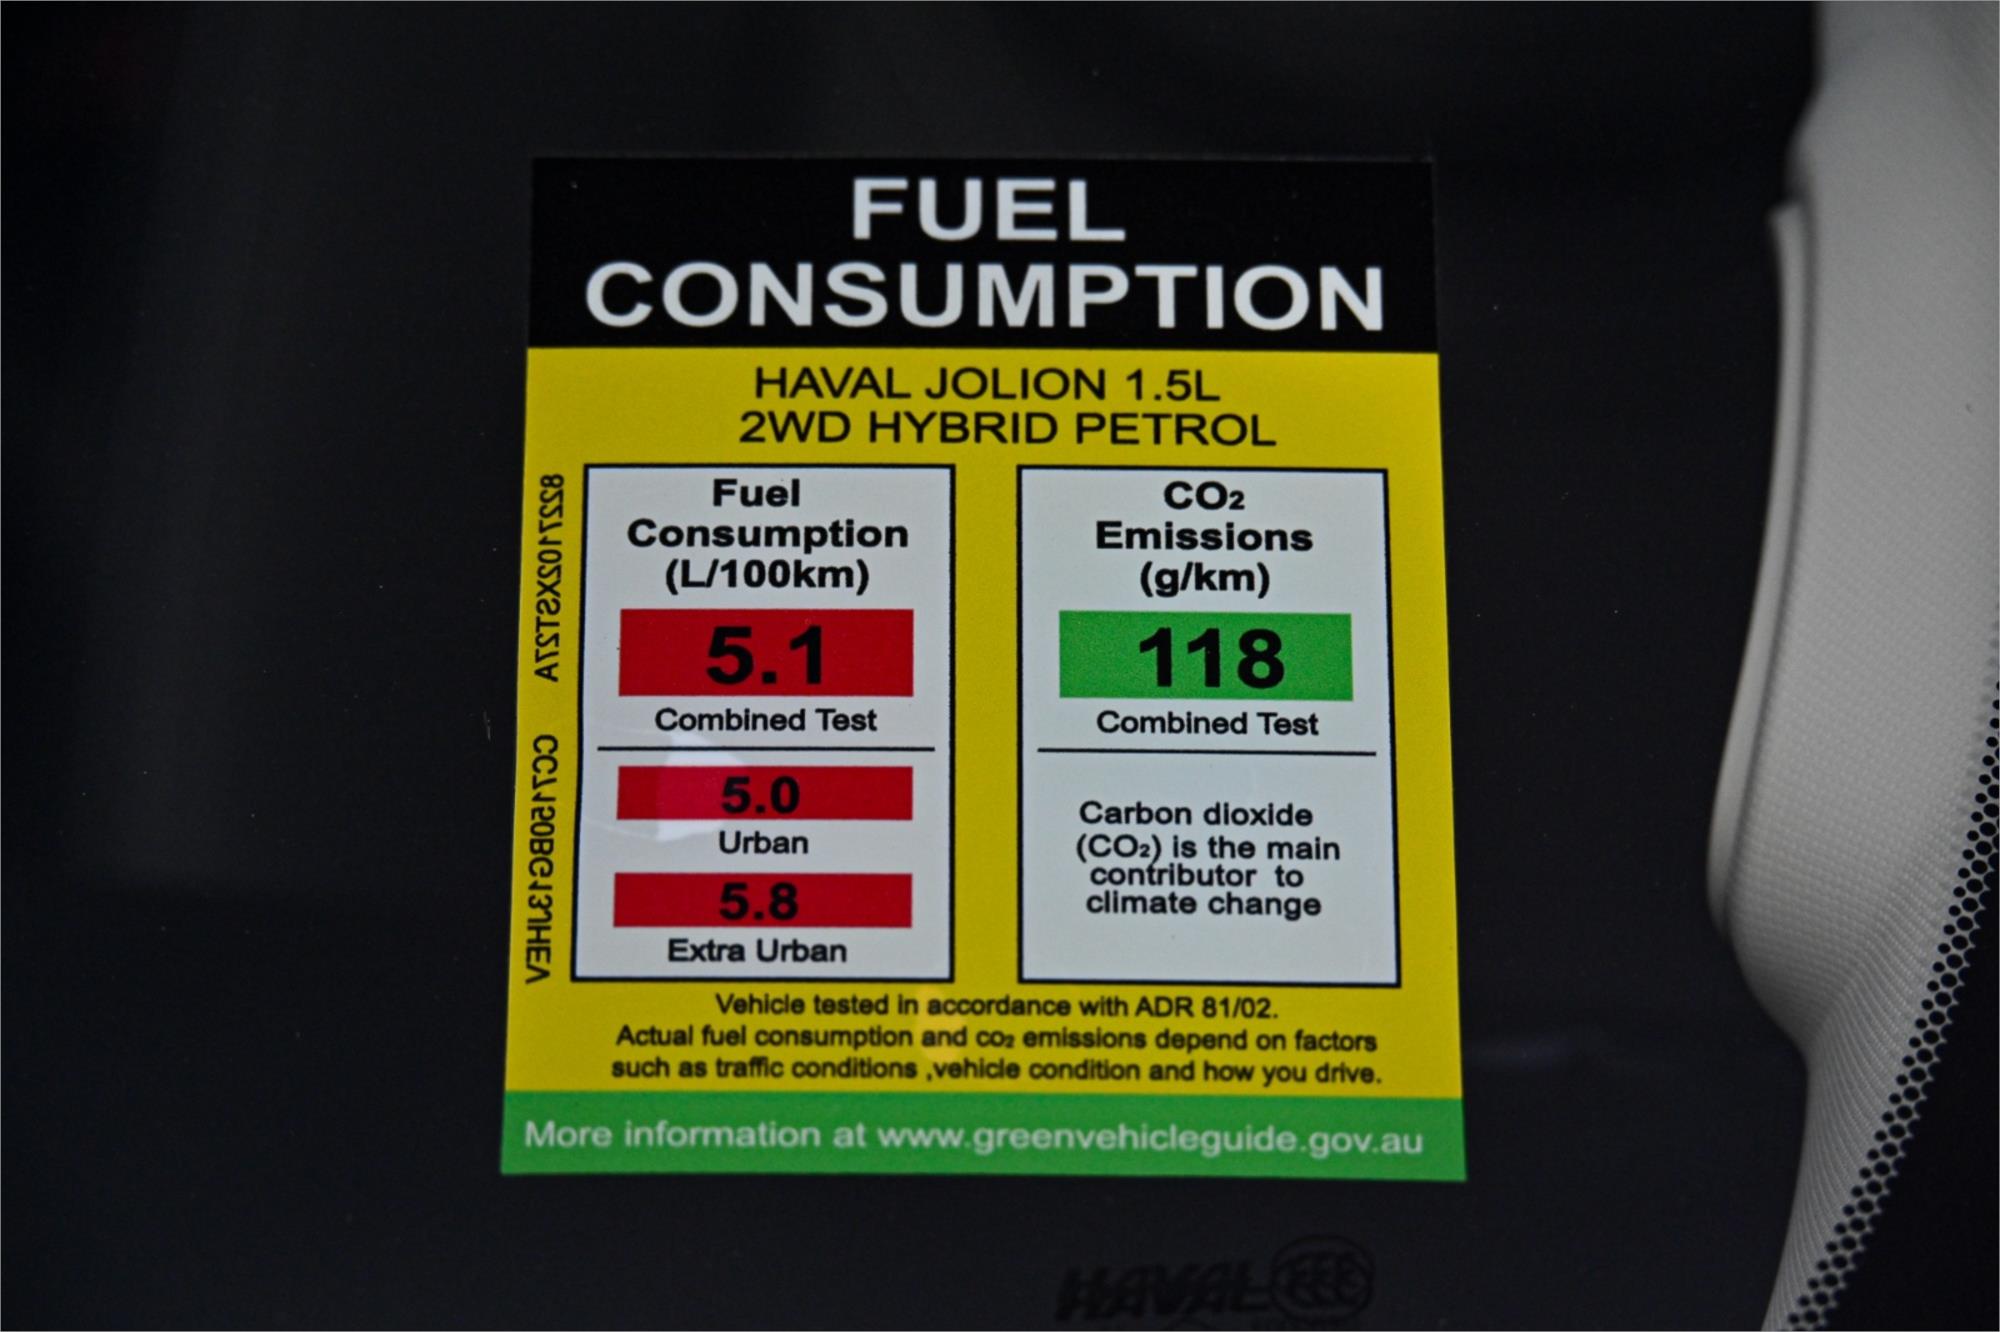 FUEL
CONSUMPTION
HAVAL JOLION 1.5L
2WD HYBRID PETROL
Fuel
Consumption
(L/100km)
5.1
Combined Test
5.0
Urban
5.8
Extra Urban
CO₂
Emissions
(g/km)
118
Combined Test
Carbon dioxide
(CO₂) is the main
contributor to
climate change
8227102XST27A CC7150BG13JHEV
Vehicle tested in accordance with ADR 81/02.
Actual fuel consumption and co₂ emissions depend on factors
such as traffic conditions ,vehicle condition and how you drive.
More information at www.greenvehicleguide.gov.au
HAVAL